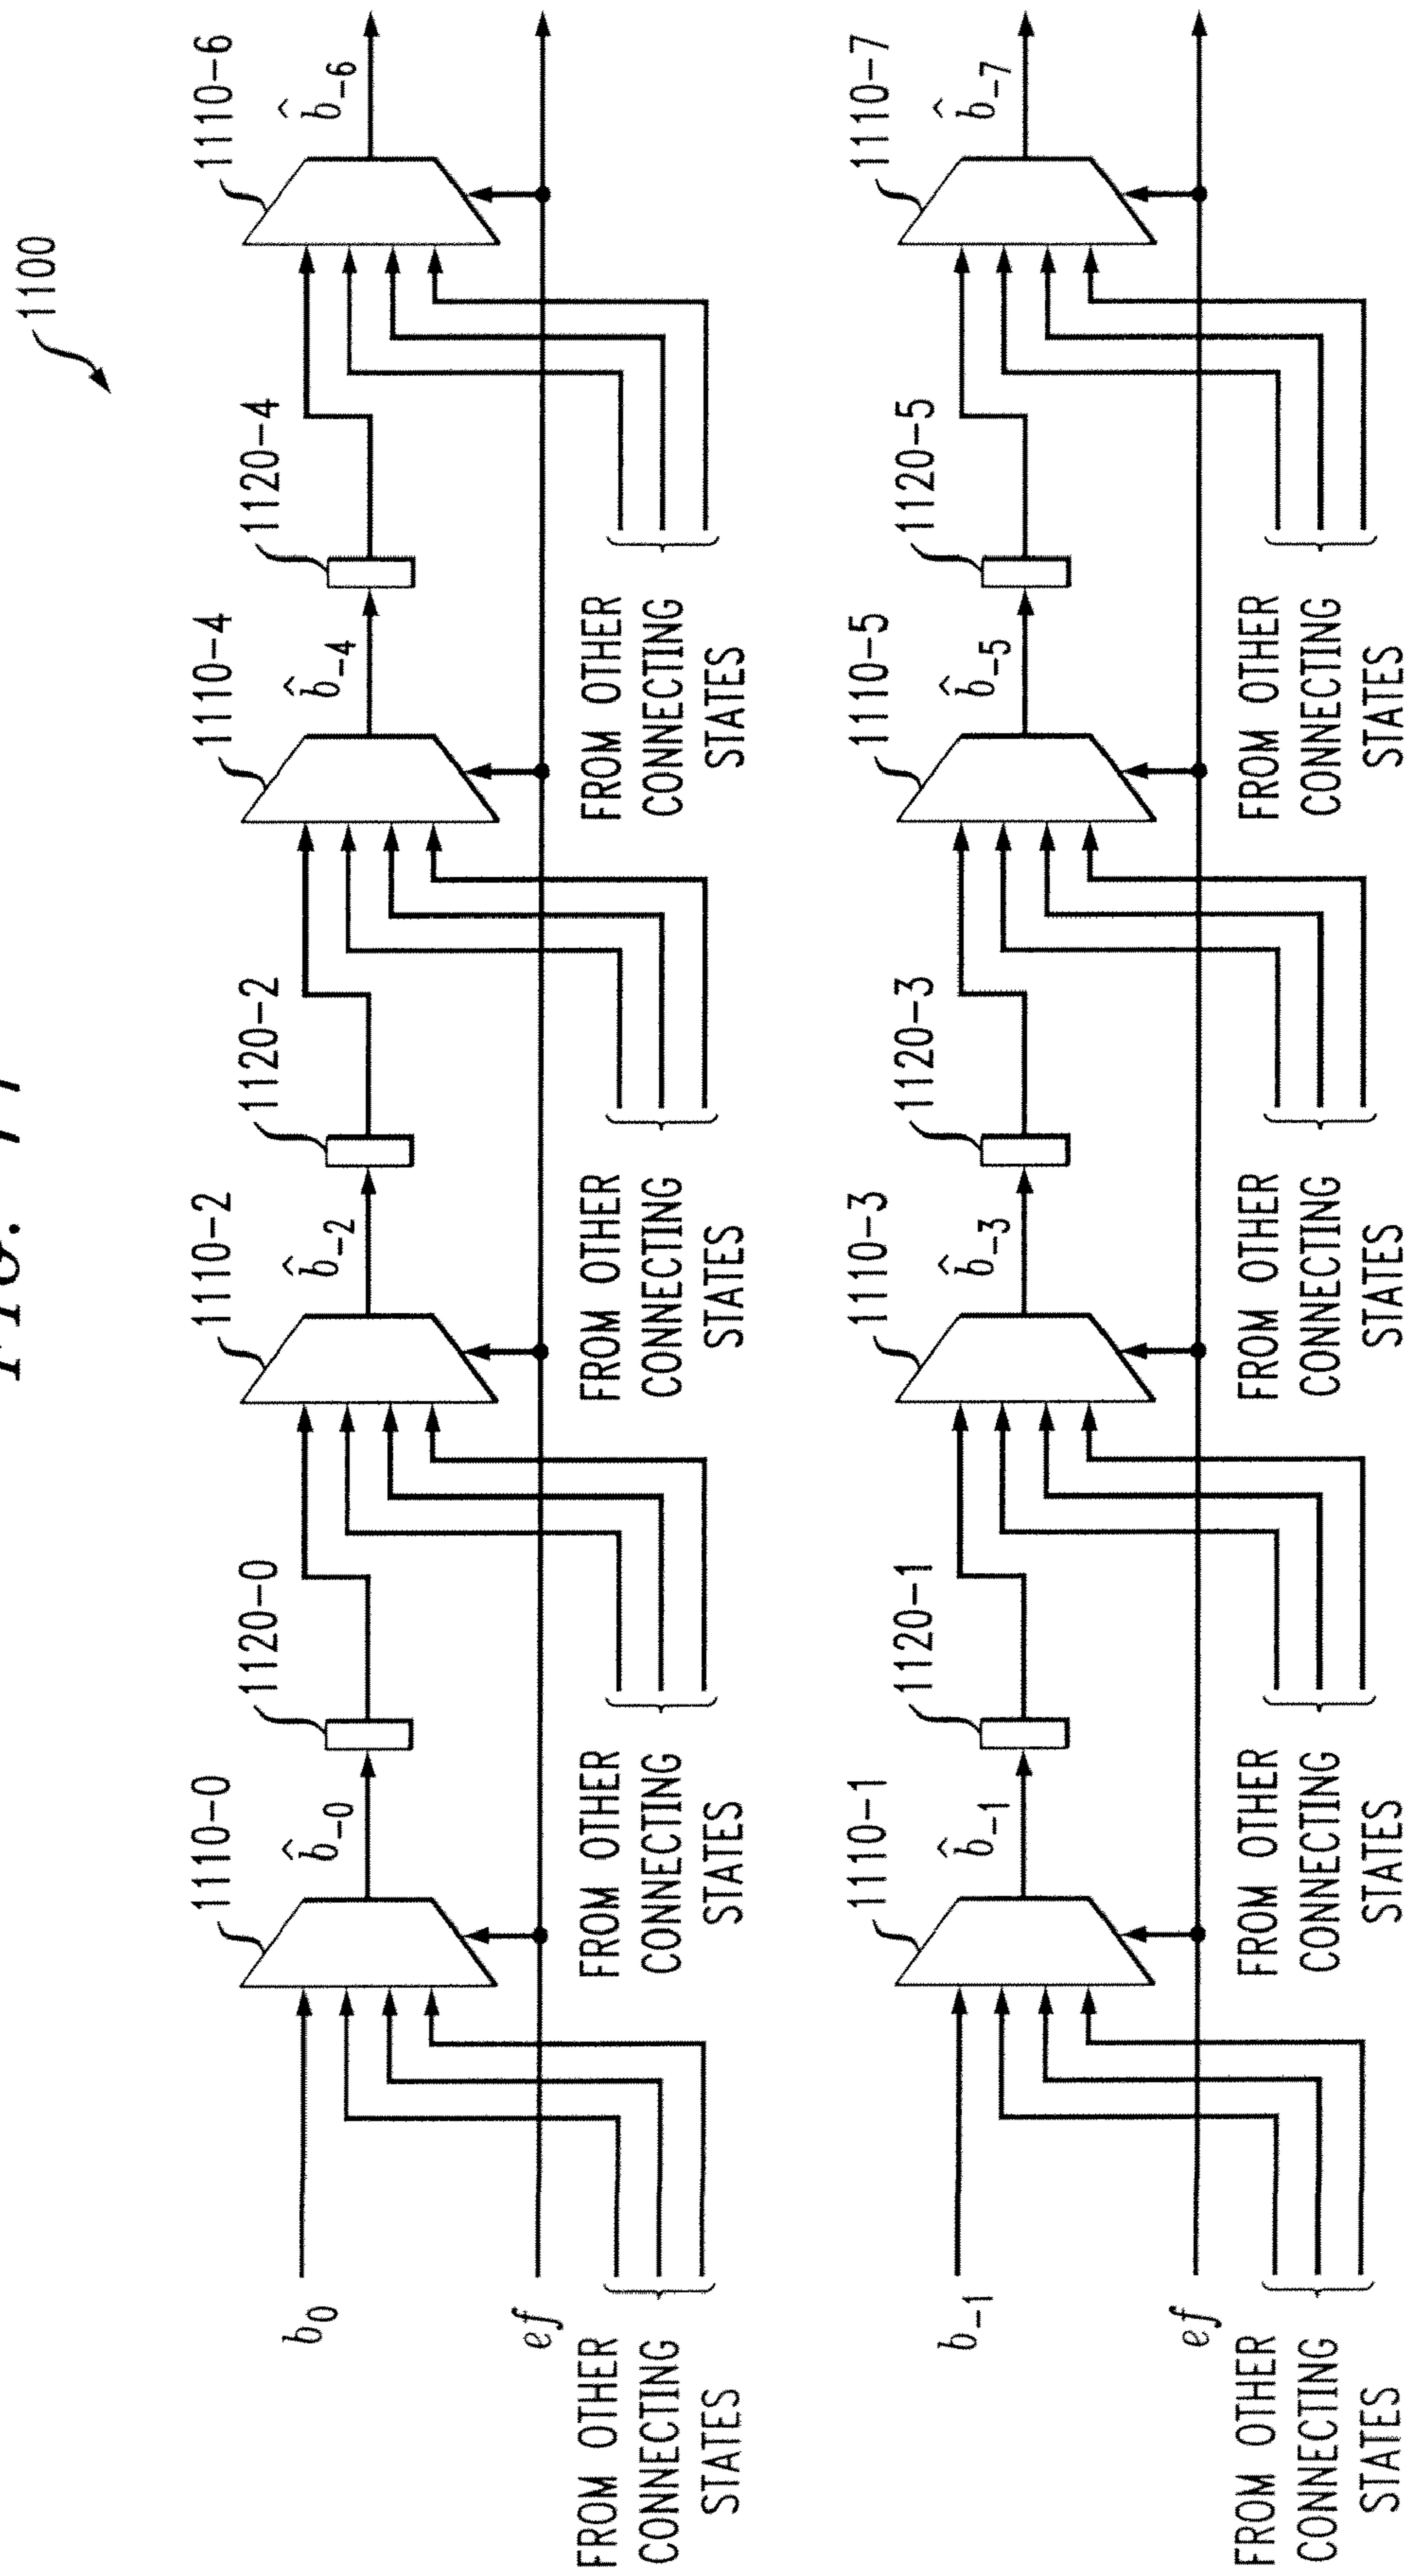 FIG. 11
1100
1110-0
1120-0
1110-2
1120-2
1110-4
1120-4
1110-6
b₀
b̂₋₀
b̂₋₂
b̂₋₄
b̂₋₆
ef
FROM OTHER
CONNECTING
STATES
FROM OTHER
CONNECTING
STATES
FROM OTHER
CONNECTING
STATES
FROM OTHER
CONNECTING
STATES
1110-1
1120-1
1110-3
1120-3
1110-5
1120-5
1110-7
b₋₁
b̂₋₁
b̂₋₃
b̂₋₅
b̂₋₇
ef
FROM OTHER
CONNECTING
STATES
FROM OTHER
CONNECTING
STATES
FROM OTHER
CONNECTING
STATES
FROM OTHER
CONNECTING
STATES